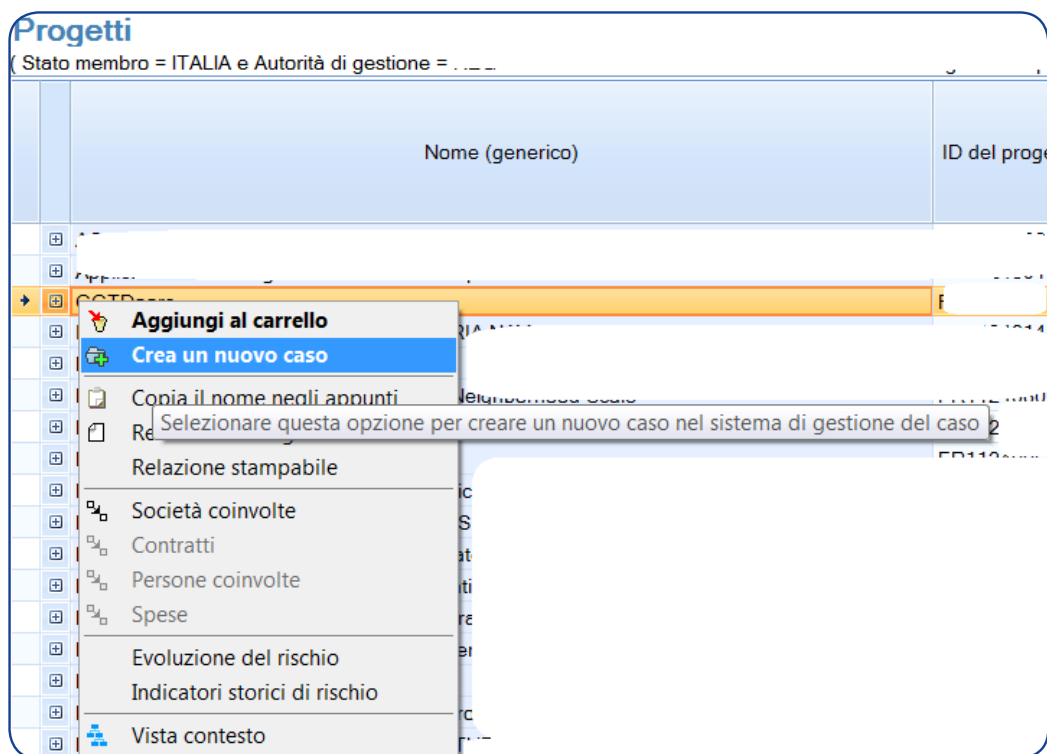 Progetti
( Stato membro = ITALIA e Autorità di gestione =
Nome (generico)
ID del proge
Aggiungi al carrello
Crea un nuovo caso
Copia il nome negli appunti
Selezionare questa opzione per creare un nuovo caso nel sistema di gestione del caso
Relazione stampabile
Società coinvolte
Contratti
Persone coinvolte
Spese
Evoluzione del rischio
Indicatori storici di rischio
Vista contesto